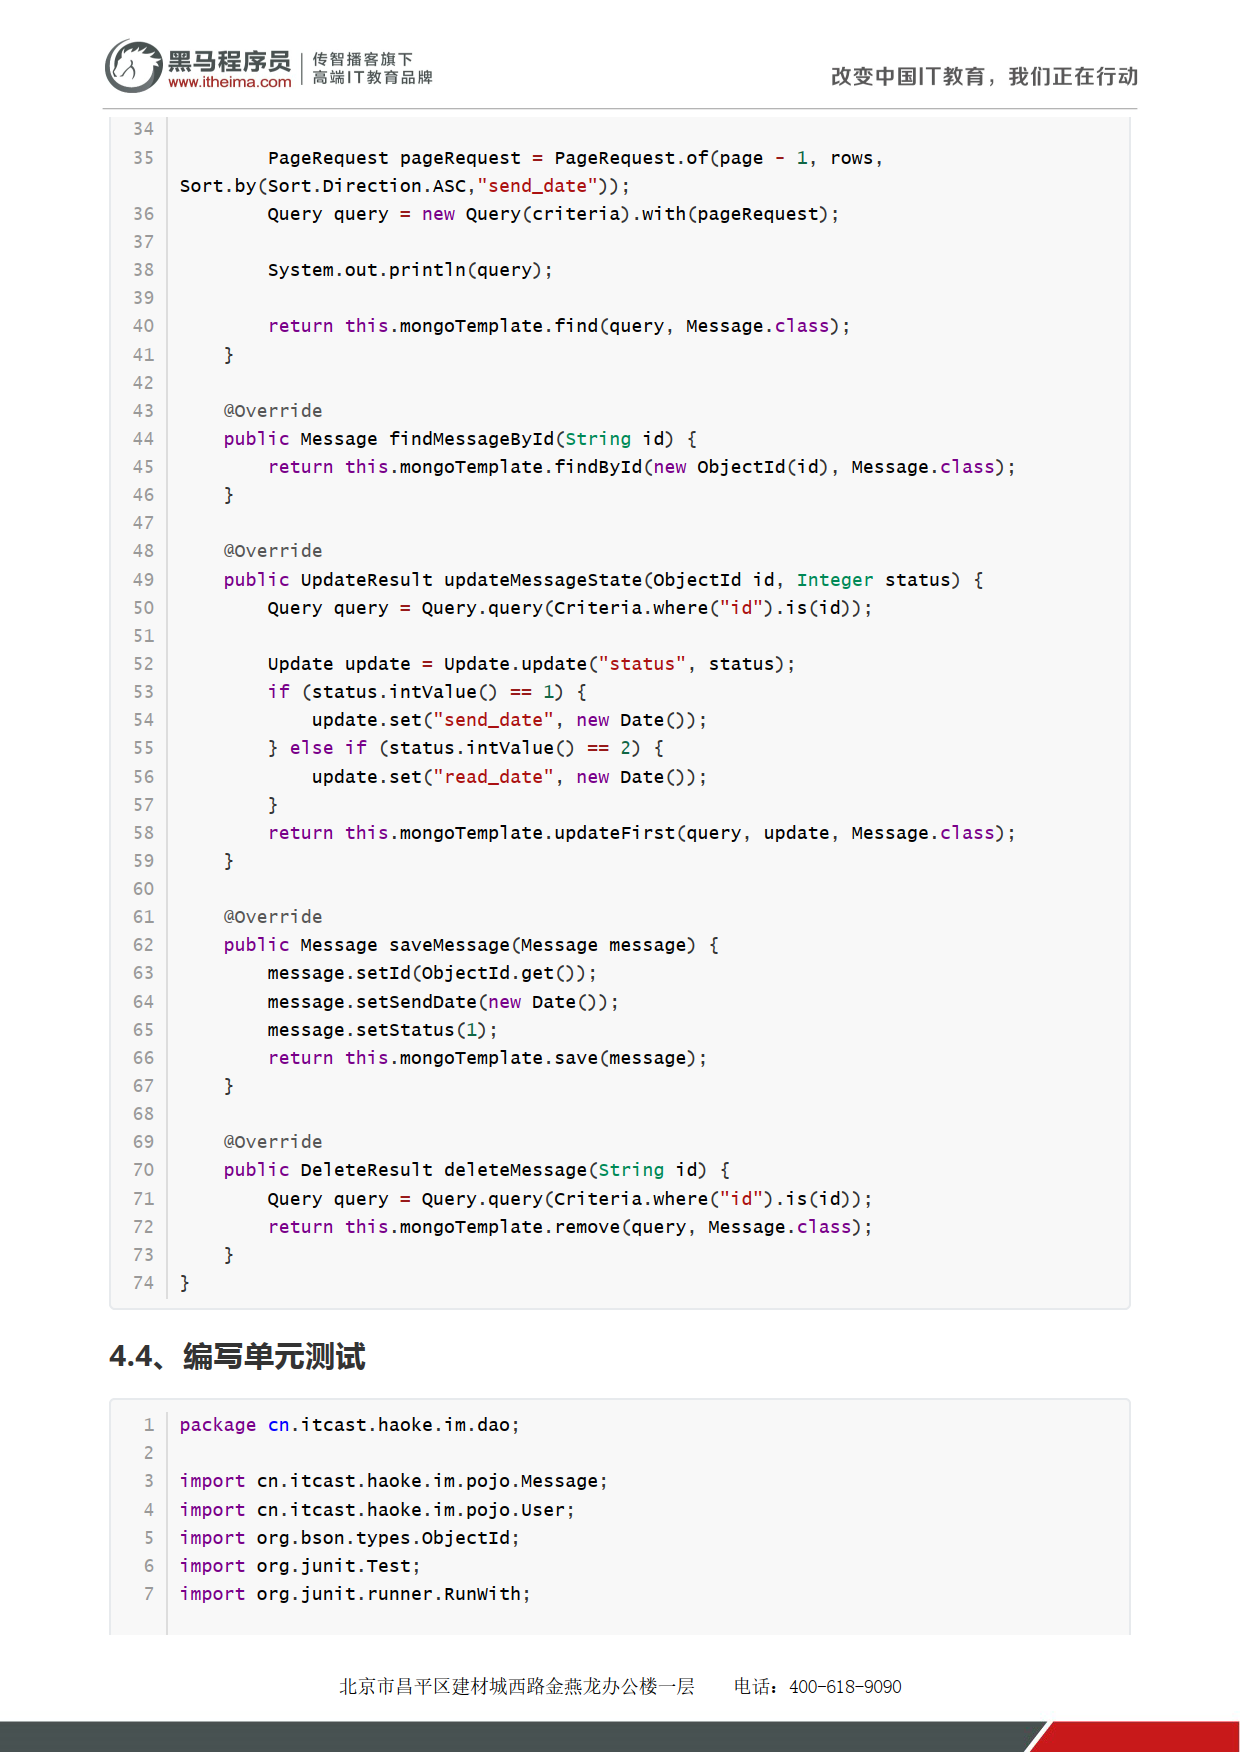 黑马程序员
www.itheima.com
传智播客旗下
高端IT教育品牌
改变中国IT教育，我们正在行动
34
35         PageRequest pageRequest = PageRequest.of(page - 1, rows,
Sort.by(Sort.Direction.ASC,"send_date"));
36         Query query = new Query(criteria).with(pageRequest);
37
38         System.out.println(query);
39
40         return this.mongoTemplate.find(query, Message.class);
41     }
42
43     @Override
44     public Message findMessageById(String id) {
45         return this.mongoTemplate.findById(new ObjectId(id), Message.class);
46     }
47
48     @Override
49     public UpdateResult updateMessageState(ObjectId id, Integer status) {
50         Query query = Query.query(Criteria.where("id").is(id));
51
52         Update update = Update.update("status", status);
53         if (status.intValue() == 1) {
54             update.set("send_date", new Date());
55         } else if (status.intValue() == 2) {
56             update.set("read_date", new Date());
57         }
58         return this.mongoTemplate.updateFirst(query, update, Message.class);
59     }
60
61     @Override
62     public Message saveMessage(Message message) {
63         message.setId(ObjectId.get());
64         message.setSendDate(new Date());
65         message.setStatus(1);
66         return this.mongoTemplate.save(message);
67     }
68
69     @Override
70     public DeleteResult deleteMessage(String id) {
71         Query query = Query.query(Criteria.where("id").is(id));
72         return this.mongoTemplate.remove(query, Message.class);
73     }
74 }
4.4、编写单元测试
1 package cn.itcast.haoke.im.dao;
2
3 import cn.itcast.haoke.im.pojo.Message;
4 import cn.itcast.haoke.im.pojo.User;
5 import org.bson.types.ObjectId;
6 import org.junit.Test;
7 import org.junit.runner.RunWith;
北京市昌平区建材城西路金燕龙办公楼一层 电话：400-618-9090